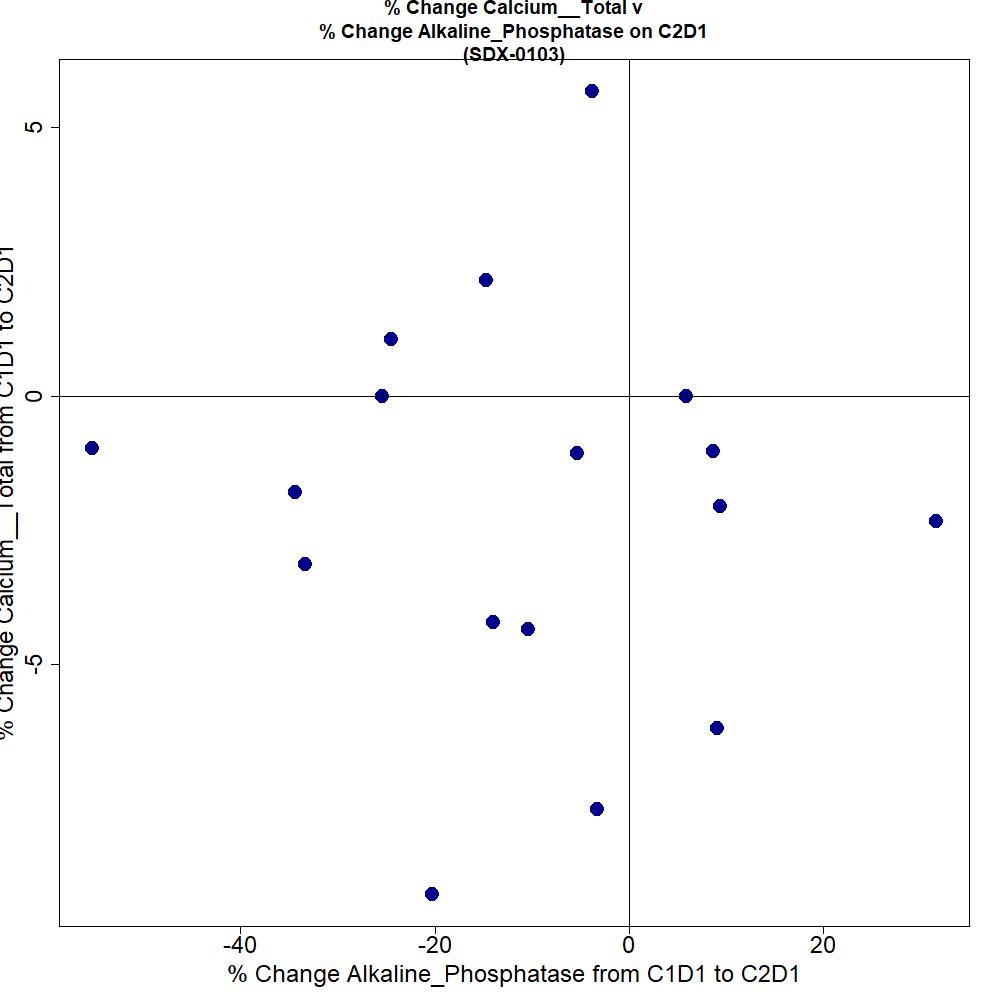 % Change Calcium__Total v
% Change Alkaline_Phosphatase on C2D1
(SDX-0103)
% Change Calcium__Total from C1D1 to C2D1
5
0
-5
-40
-20
0
20
% Change Alkaline_Phosphatase from C1D1 to C2D1